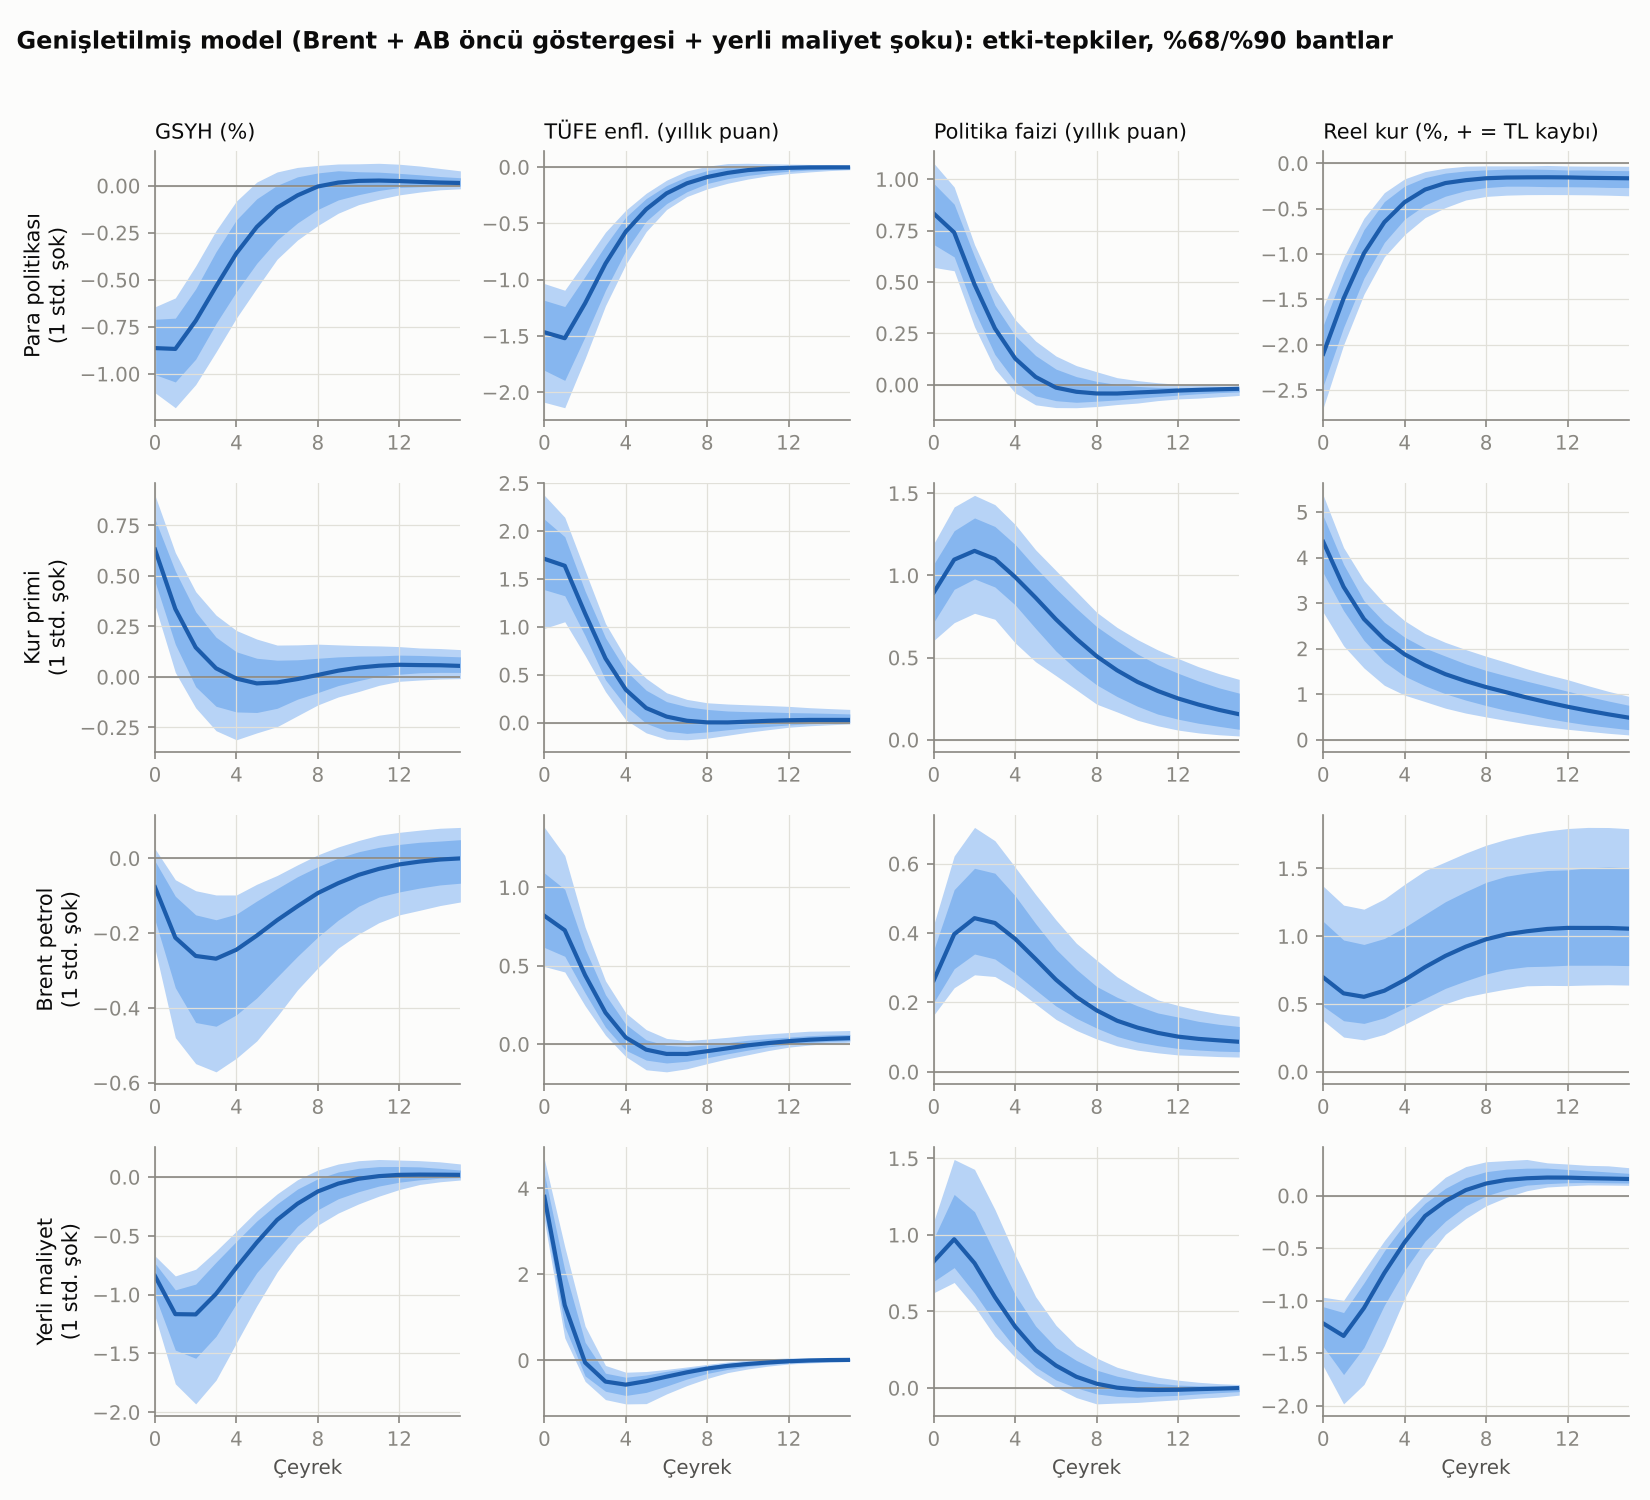 Genişletilmiş model (Brent + AB öncü göstergesi + yerli maliyet şoku): etki-tepkiler, %68/%90 bantlar
GSYH (%)
TÜFE enfl. (yıllık puan)
Politika faizi (yıllık puan)
Reel kur (%, + = TL kaybı)
Para politikası
(1 std. şok)
0.00
−0.25
−0.50
−0.75
−1.00
0 4 8 12
0.0
−0.5
−1.0
−1.5
−2.0
0 4 8 12
1.00
0.75
0.50
0.25
0.00
0 4 8 12
0.0
−0.5
−1.0
−1.5
−2.0
−2.5
0 4 8 12
Kur primi
(1 std. şok)
0.75
0.50
0.25
0.00
−0.25
0 4 8 12
2.5
2.0
1.5
1.0
0.5
0.0
0 4 8 12
1.5
1.0
0.5
0.0
0 4 8 12
5
4
3
2
1
0
0 4 8 12
Brent petrol
(1 std. şok)
0.0
−0.2
−0.4
−0.6
0 4 8 12
1.0
0.5
0.0
0 4 8 12
0.6
0.4
0.2
0.0
0 4 8 12
1.5
1.0
0.5
0.0
0 4 8 12
Yerli maliyet
(1 std. şok)
0.0
−0.5
−1.0
−1.5
−2.0
0 4 8 12
Çeyrek
4
2
0
0 4 8 12
Çeyrek
1.5
1.0
0.5
0.0
0 4 8 12
Çeyrek
0.0
−0.5
−1.0
−1.5
−2.0
0 4 8 12
Çeyrek